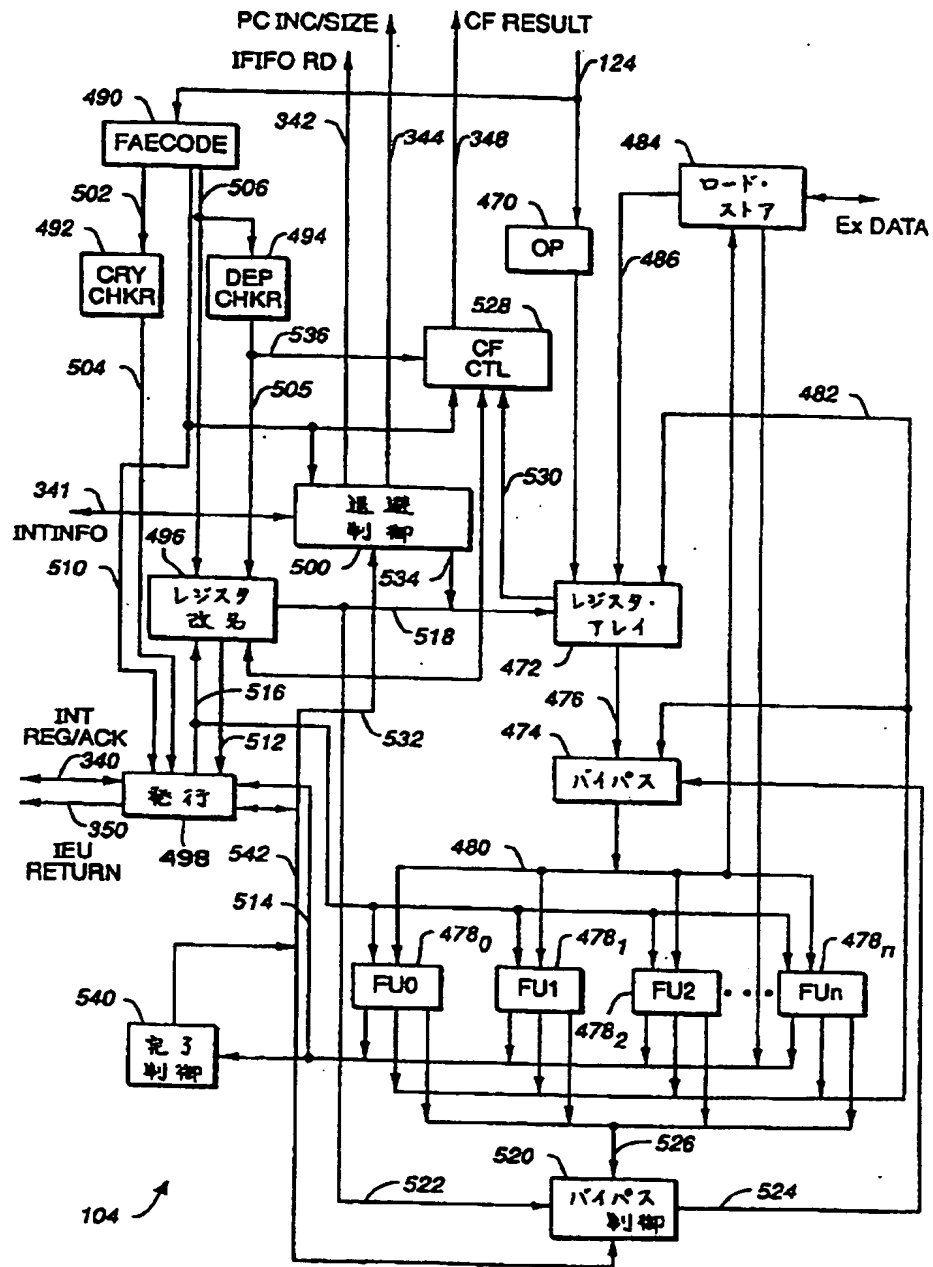 PC INC/SIZE
CF RESULT
IFIFO RD
124
490
342
344
348
484
FAECODE
ロード・
ストア
502
506
470
492
494
OP
Ex DATA
486
CRY
CHKR
DEP
CHKR
528
536
CF
CTL
504
505
482
530
341
退避
制御
INTINFO
496
500
534
510
レジスタ
改名
518
レジスタ・
アレイ
472
516
476
INT
REG/ACK
532
474
512
340
バイパス
発行
350
498
480
IEU
RETURN
542
514
478₀
478₁
478n
FU0
FU1
FU2
FUn
540
478₂
完了
制御
526
520
522
バイパス
制御
524
104